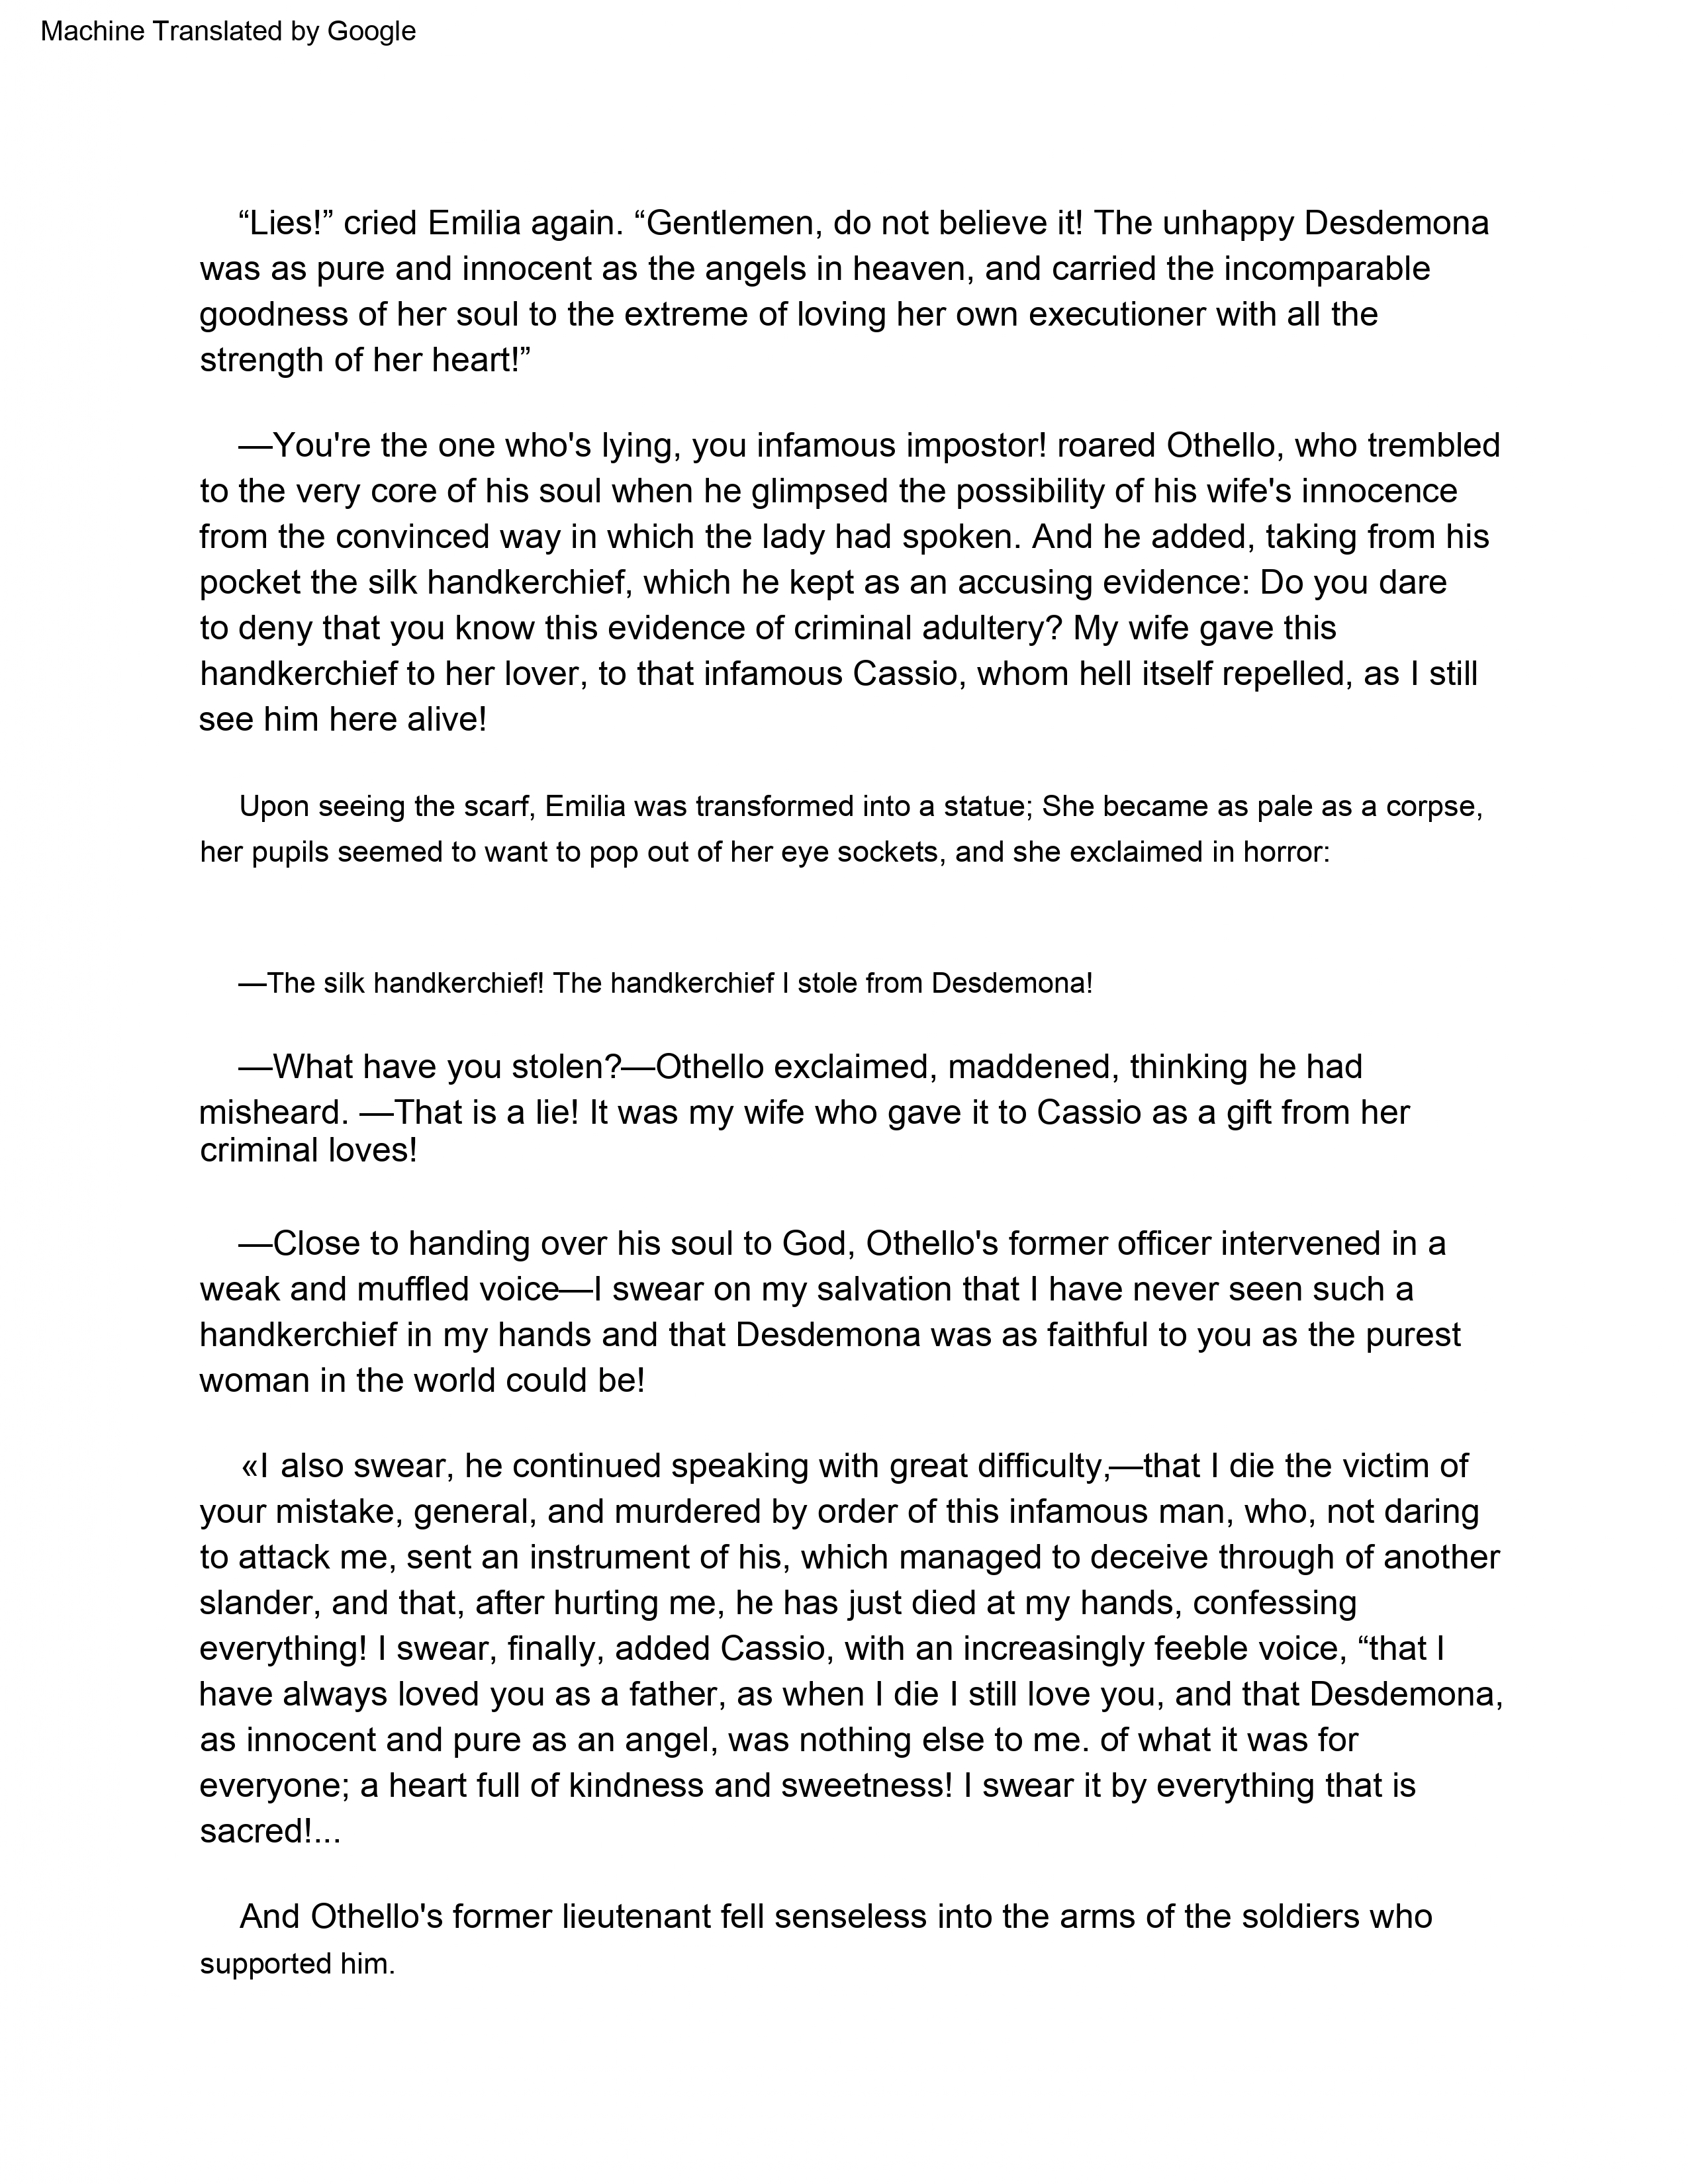 Machine Translated by Google
“Lies!” cried Emilia again. “Gentlemen, do not believe it! The unhappy Desdemona
was as pure and innocent as the angels in heaven, and carried the incomparable
goodness of her soul to the extreme of loving her own executioner with all the
strength of her heart!”
—You're the one who's lying, you infamous impostor! roared Othello, who trembled
to the very core of his soul when he glimpsed the possibility of his wife's innocence
from the convinced way in which the lady had spoken. And he added, taking from his
pocket the silk handkerchief, which he kept as an accusing evidence: Do you dare
to deny that you know this evidence of criminal adultery? My wife gave this
handkerchief to her lover, to that infamous Cassio, whom hell itself repelled, as I still
see him here alive!
Upon seeing the scarf, Emilia was transformed into a statue; She became as pale as a corpse,
her pupils seemed to want to pop out of her eye sockets, and she exclaimed in horror:
—The silk handkerchief! The handkerchief I stole from Desdemona!
—What have you stolen?—Othello exclaimed, maddened, thinking he had
misheard. —That is a lie! It was my wife who gave it to Cassio as a gift from her
criminal loves!
—Close to handing over his soul to God, Othello's former officer intervened in a
weak and muffled voice—I swear on my salvation that I have never seen such a
handkerchief in my hands and that Desdemona was as faithful to you as the purest
woman in the world could be!
«I also swear, he continued speaking with great difficulty,—that I die the victim of
your mistake, general, and murdered by order of this infamous man, who, not daring
to attack me, sent an instrument of his, which managed to deceive through of another
slander, and that, after hurting me, he has just died at my hands, confessing
everything! I swear, finally, added Cassio, with an increasingly feeble voice, “that I
have always loved you as a father, as when I die I still love you, and that Desdemona,
as innocent and pure as an angel, was nothing else to me. of what it was for
everyone; a heart full of kindness and sweetness! I swear it by everything that is
sacred!...
And Othello's former lieutenant fell senseless into the arms of the soldiers who
supported him.